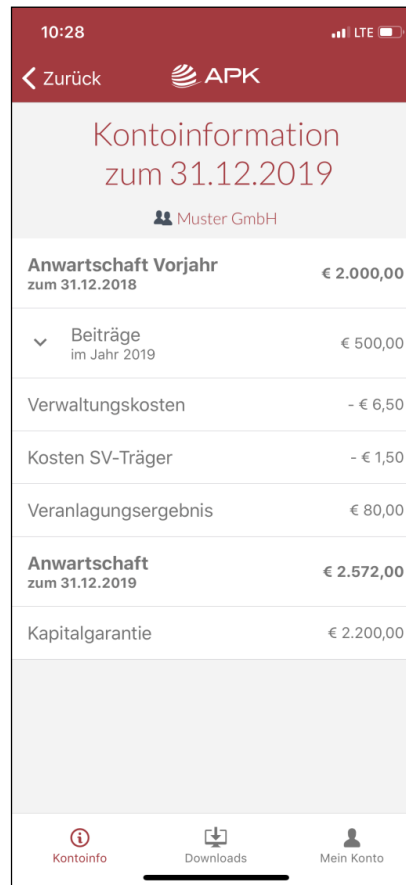 10:28 LTE
Zurück APK
Kontoinformation
zum 31.12.2019
Muster GmbH
Anwartschaft Vorjahr € 2.000,00
zum 31.12.2018
Beiträge € 500,00
im Jahr 2019
Verwaltungskosten - € 6,50
Kosten SV-Träger - € 1,50
Veranlagungsergebnis € 80,00
Anwartschaft € 2.572,00
zum 31.12.2019
Kapitalgarantie € 2.200,00
Kontoinfo Downloads Mein Konto